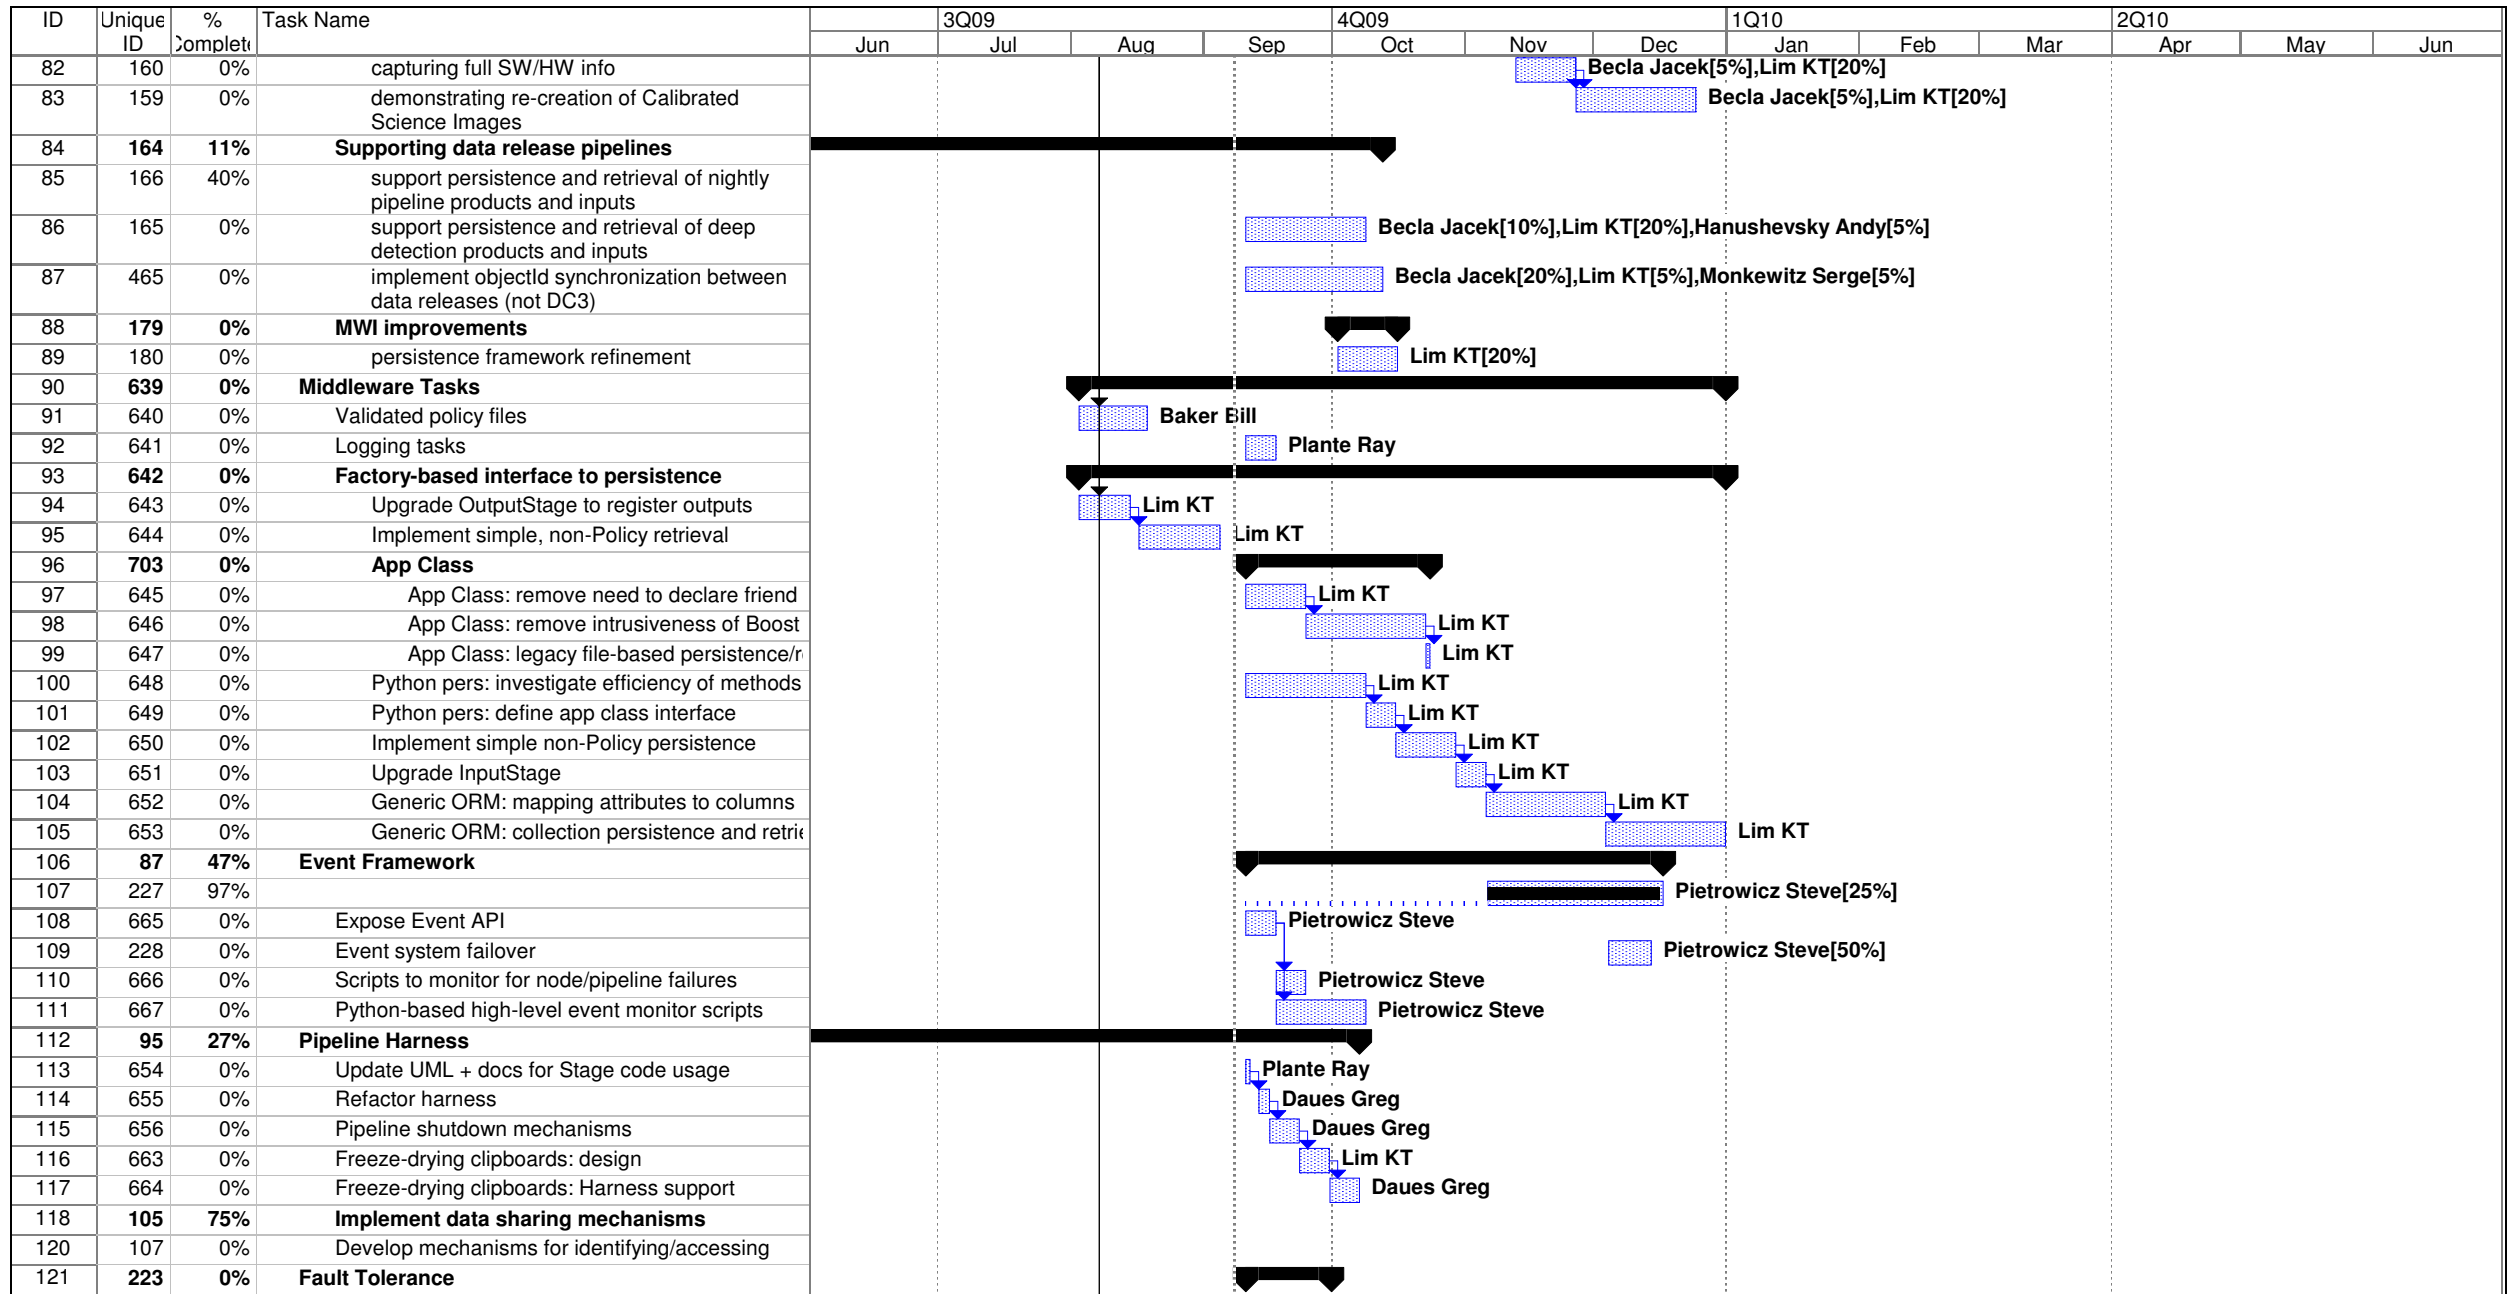 ID Unique ID % Complete Task Name 3Q09 4Q09 1Q10 2Q10
Jun Jul Aug Sep Oct Nov Dec Jan Feb Mar Apr May Jun
82 160 0% capturing full SW/HW info Becla Jacek[5%],Lim KT[20%]
83 159 0% demonstrating re-creation of Calibrated Becla Jacek[5%],Lim KT[20%]
Science Images
84 164 11% Supporting data release pipelines
85 166 40% support persistence and retrieval of nightly
pipeline products and inputs
86 165 0% support persistence and retrieval of deep Becla Jacek[10%],Lim KT[20%],Hanushevsky Andy[5%]
detection products and inputs
87 465 0% implement objectId synchronization between Becla Jacek[20%],Lim KT[5%],Monkewitz Serge[5%]
data releases (not DC3)
88 179 0% MWI improvements
89 180 0% persistence framework refinement Lim KT[20%]
90 639 0% Middleware Tasks
91 640 0% Validated policy files Baker Bill
92 641 0% Logging tasks Plante Ray
93 642 0% Factory-based interface to persistence
94 643 0% Upgrade OutputStage to register outputs Lim KT
95 644 0% Implement simple, non-Policy retrieval Lim KT
96 703 0% App Class
97 645 0% App Class: remove need to declare friend Lim KT
98 646 0% App Class: remove intrusiveness of Boost Lim KT
99 647 0% App Class: legacy file-based persistence/r Lim KT
100 648 0% Python pers: investigate efficiency of methods Lim KT
101 649 0% Python pers: define app class interface Lim KT
102 650 0% Implement simple non-Policy persistence Lim KT
103 651 0% Upgrade InputStage Lim KT
104 652 0% Generic ORM: mapping attributes to columns Lim KT
105 653 0% Generic ORM: collection persistence and retrie Lim KT
106 87 47% Event Framework
107 227 97% Pietrowicz Steve[25%]
108 665 0% Expose Event API Pietrowicz Steve
109 228 0% Event system failover Pietrowicz Steve[50%]
110 666 0% Scripts to monitor for node/pipeline failures Pietrowicz Steve
111 667 0% Python-based high-level event monitor scripts Pietrowicz Steve
112 95 27% Pipeline Harness
113 654 0% Update UML + docs for Stage code usage Plante Ray
114 655 0% Refactor harness Daues Greg
115 656 0% Pipeline shutdown mechanisms Daues Greg
116 663 0% Freeze-drying clipboards: design Lim KT
117 664 0% Freeze-drying clipboards: Harness support Daues Greg
118 105 75% Implement data sharing mechanisms
120 107 0% Develop mechanisms for identifying/accessing
121 223 0% Fault Tolerance